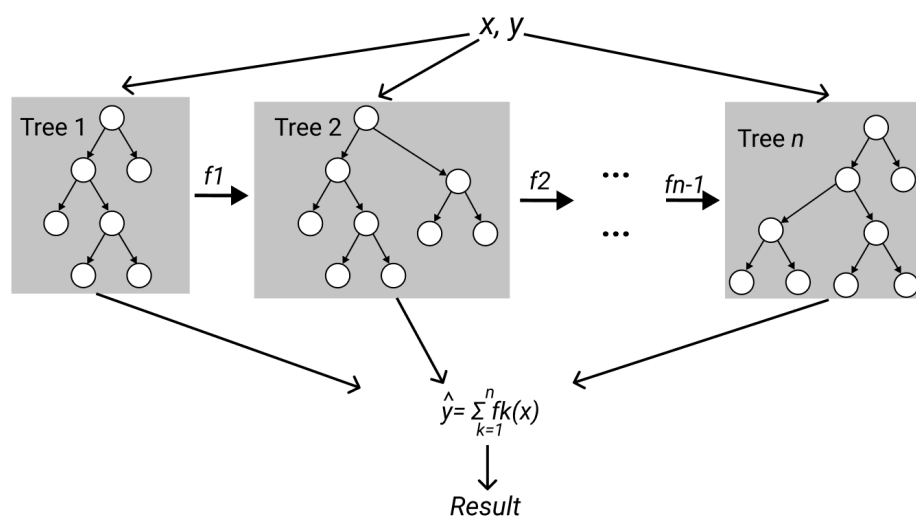 x, y
Tree 1
Tree 2
Tree n
f1
f2
...
fn-1
...
ŷ= Σ fk(x)
n
k=1
Result